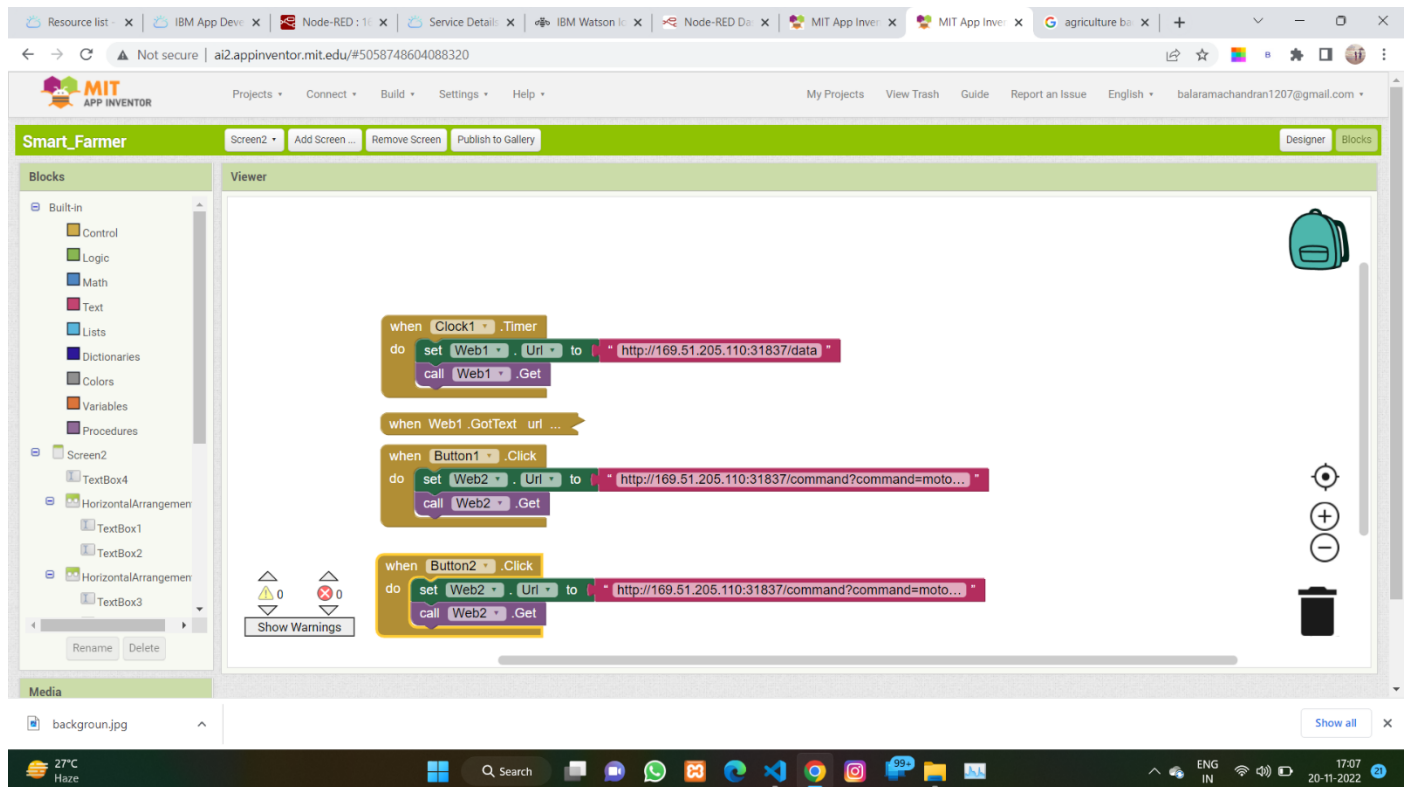 Resource list - IBM App Deve Node-RED : 16 Service Details IBM Watson Io Node-RED Da MIT App Inver MIT App Inver agriculture ba
Not secure ai2.appinventor.mit.edu/#5058748604088320
MIT
APP INVENTOR
Projects Connect Build Settings Help My Projects View Trash Guide Report an Issue English balaramachandran1207@gmail.com
Smart_Farmer Screen2 Add Screen ... Remove Screen Publish to Gallery Designer Blocks
Blocks Viewer
Built-in
Control
Logic
Math
Text
Lists
Dictionaries
Colors
Variables
Procedures
Screen2
TextBox4
HorizontalArrangemen
TextBox1
TextBox2
HorizontalArrangemen
TextBox3
Rename Delete
Media
when Clock1 .Timer
do set Web1 . Url to " http://169.51.205.110:31837/data "
call Web1 .Get
when Web1 .GotText url ...
when Button1 .Click
do set Web2 . Url to " http://169.51.205.110:31837/command?command=moto... "
call Web2 .Get
when Button2 .Click
do set Web2 . Url to " http://169.51.205.110:31837/command?command=moto... "
call Web2 .Get
0 0
Show Warnings
backgroun.jpg Show all
27°C
Haze
Search
99+
ENG
IN
17:07
20-11-2022
21